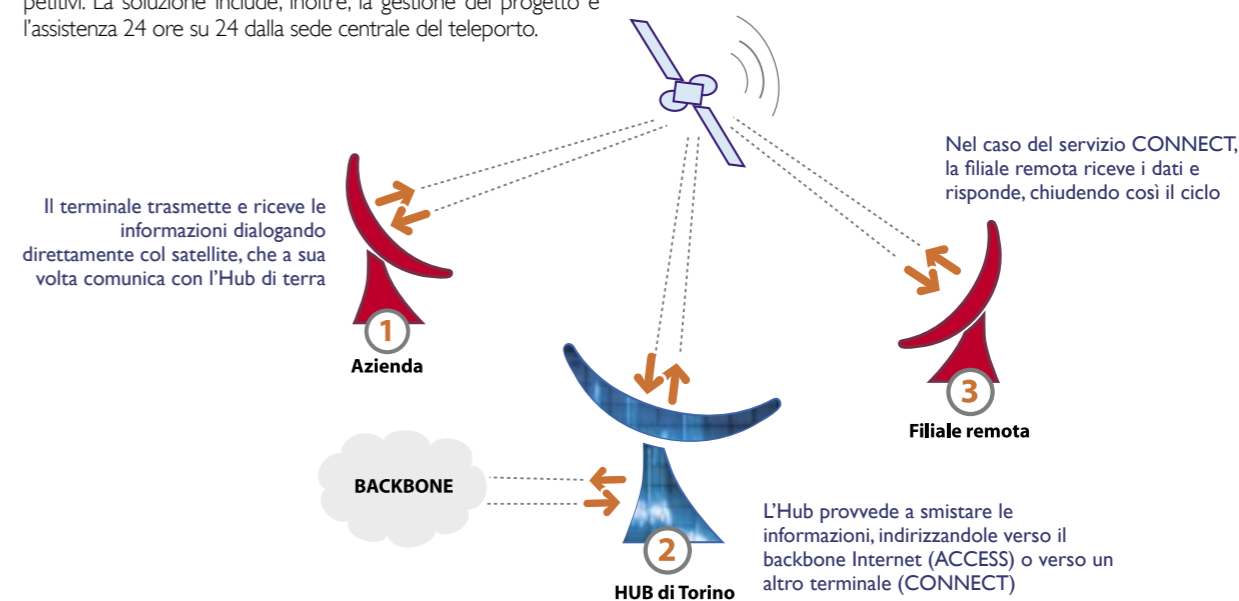 petitivi. La soluzione include, inoltre, la gestione del progetto e
l'assistenza 24 ore su 24 dalla sede centrale del teleporto.
Nel caso del servizio CONNECT,
la filiale remota riceve i dati e
risponde, chiudendo così il ciclo
Il terminale trasmette e riceve le
informazioni dialogando
direttamente col satellite, che a sua
volta comunica con l'Hub di terra
1
Azienda
3
Filiale remota
BACKBONE
L'Hub provvede a smistare le
informazioni, indirizzandole verso il
backbone Internet (ACCESS) o verso un
altro terminale (CONNECT)
2
HUB di Torino